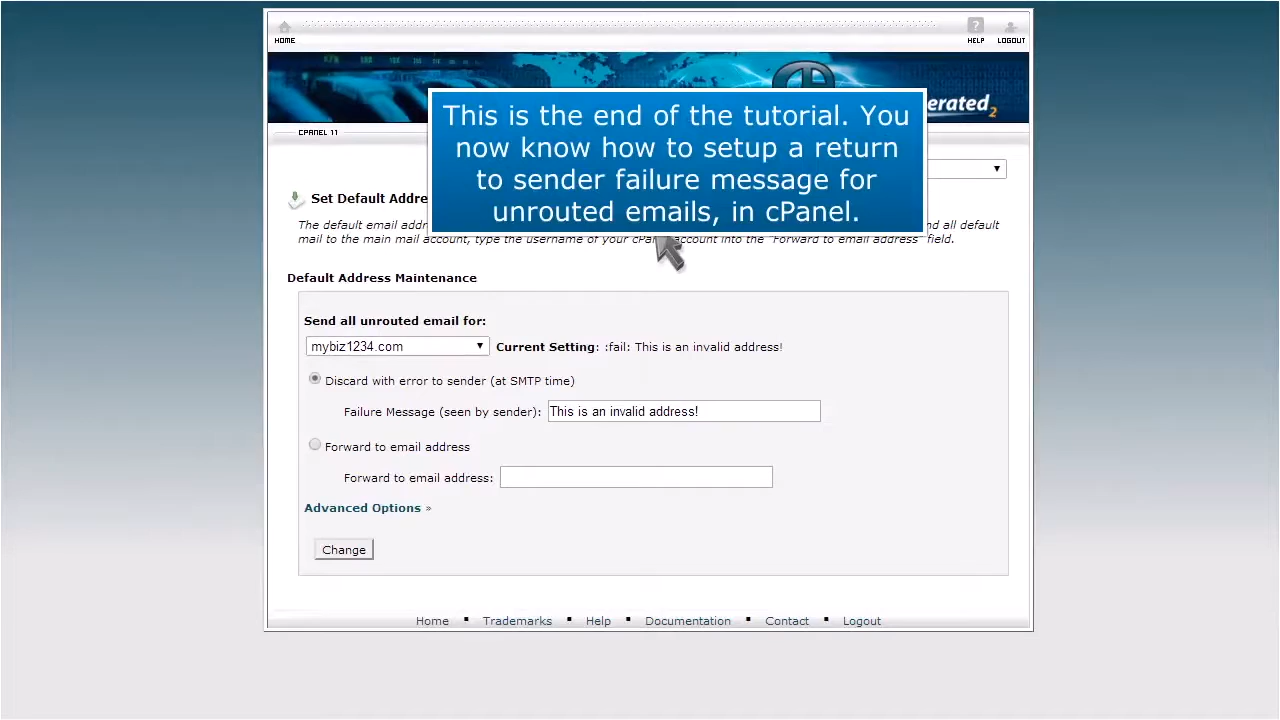 HOME
HELP
LOGOUT
erated2
CPANEL 11
This is the end of the tutorial. You
now know how to setup a return
to sender failure message for
unrouted emails, in cPanel.
Set Default Addre
The default email addr nd all default
mail to the main mail account, type the username of your cPanel account into the "Forward to email address" field.
Default Address Maintenance
Send all unrouted email for:
mybiz1234.com Current Setting: :fail: This is an invalid address!
Discard with error to sender (at SMTP time)
Failure Message (seen by sender): This is an invalid address!
Forward to email address
Forward to email address:
Advanced Options »
Change
Home ▪ Trademarks ▪ Help ▪ Documentation ▪ Contact ▪ Logout